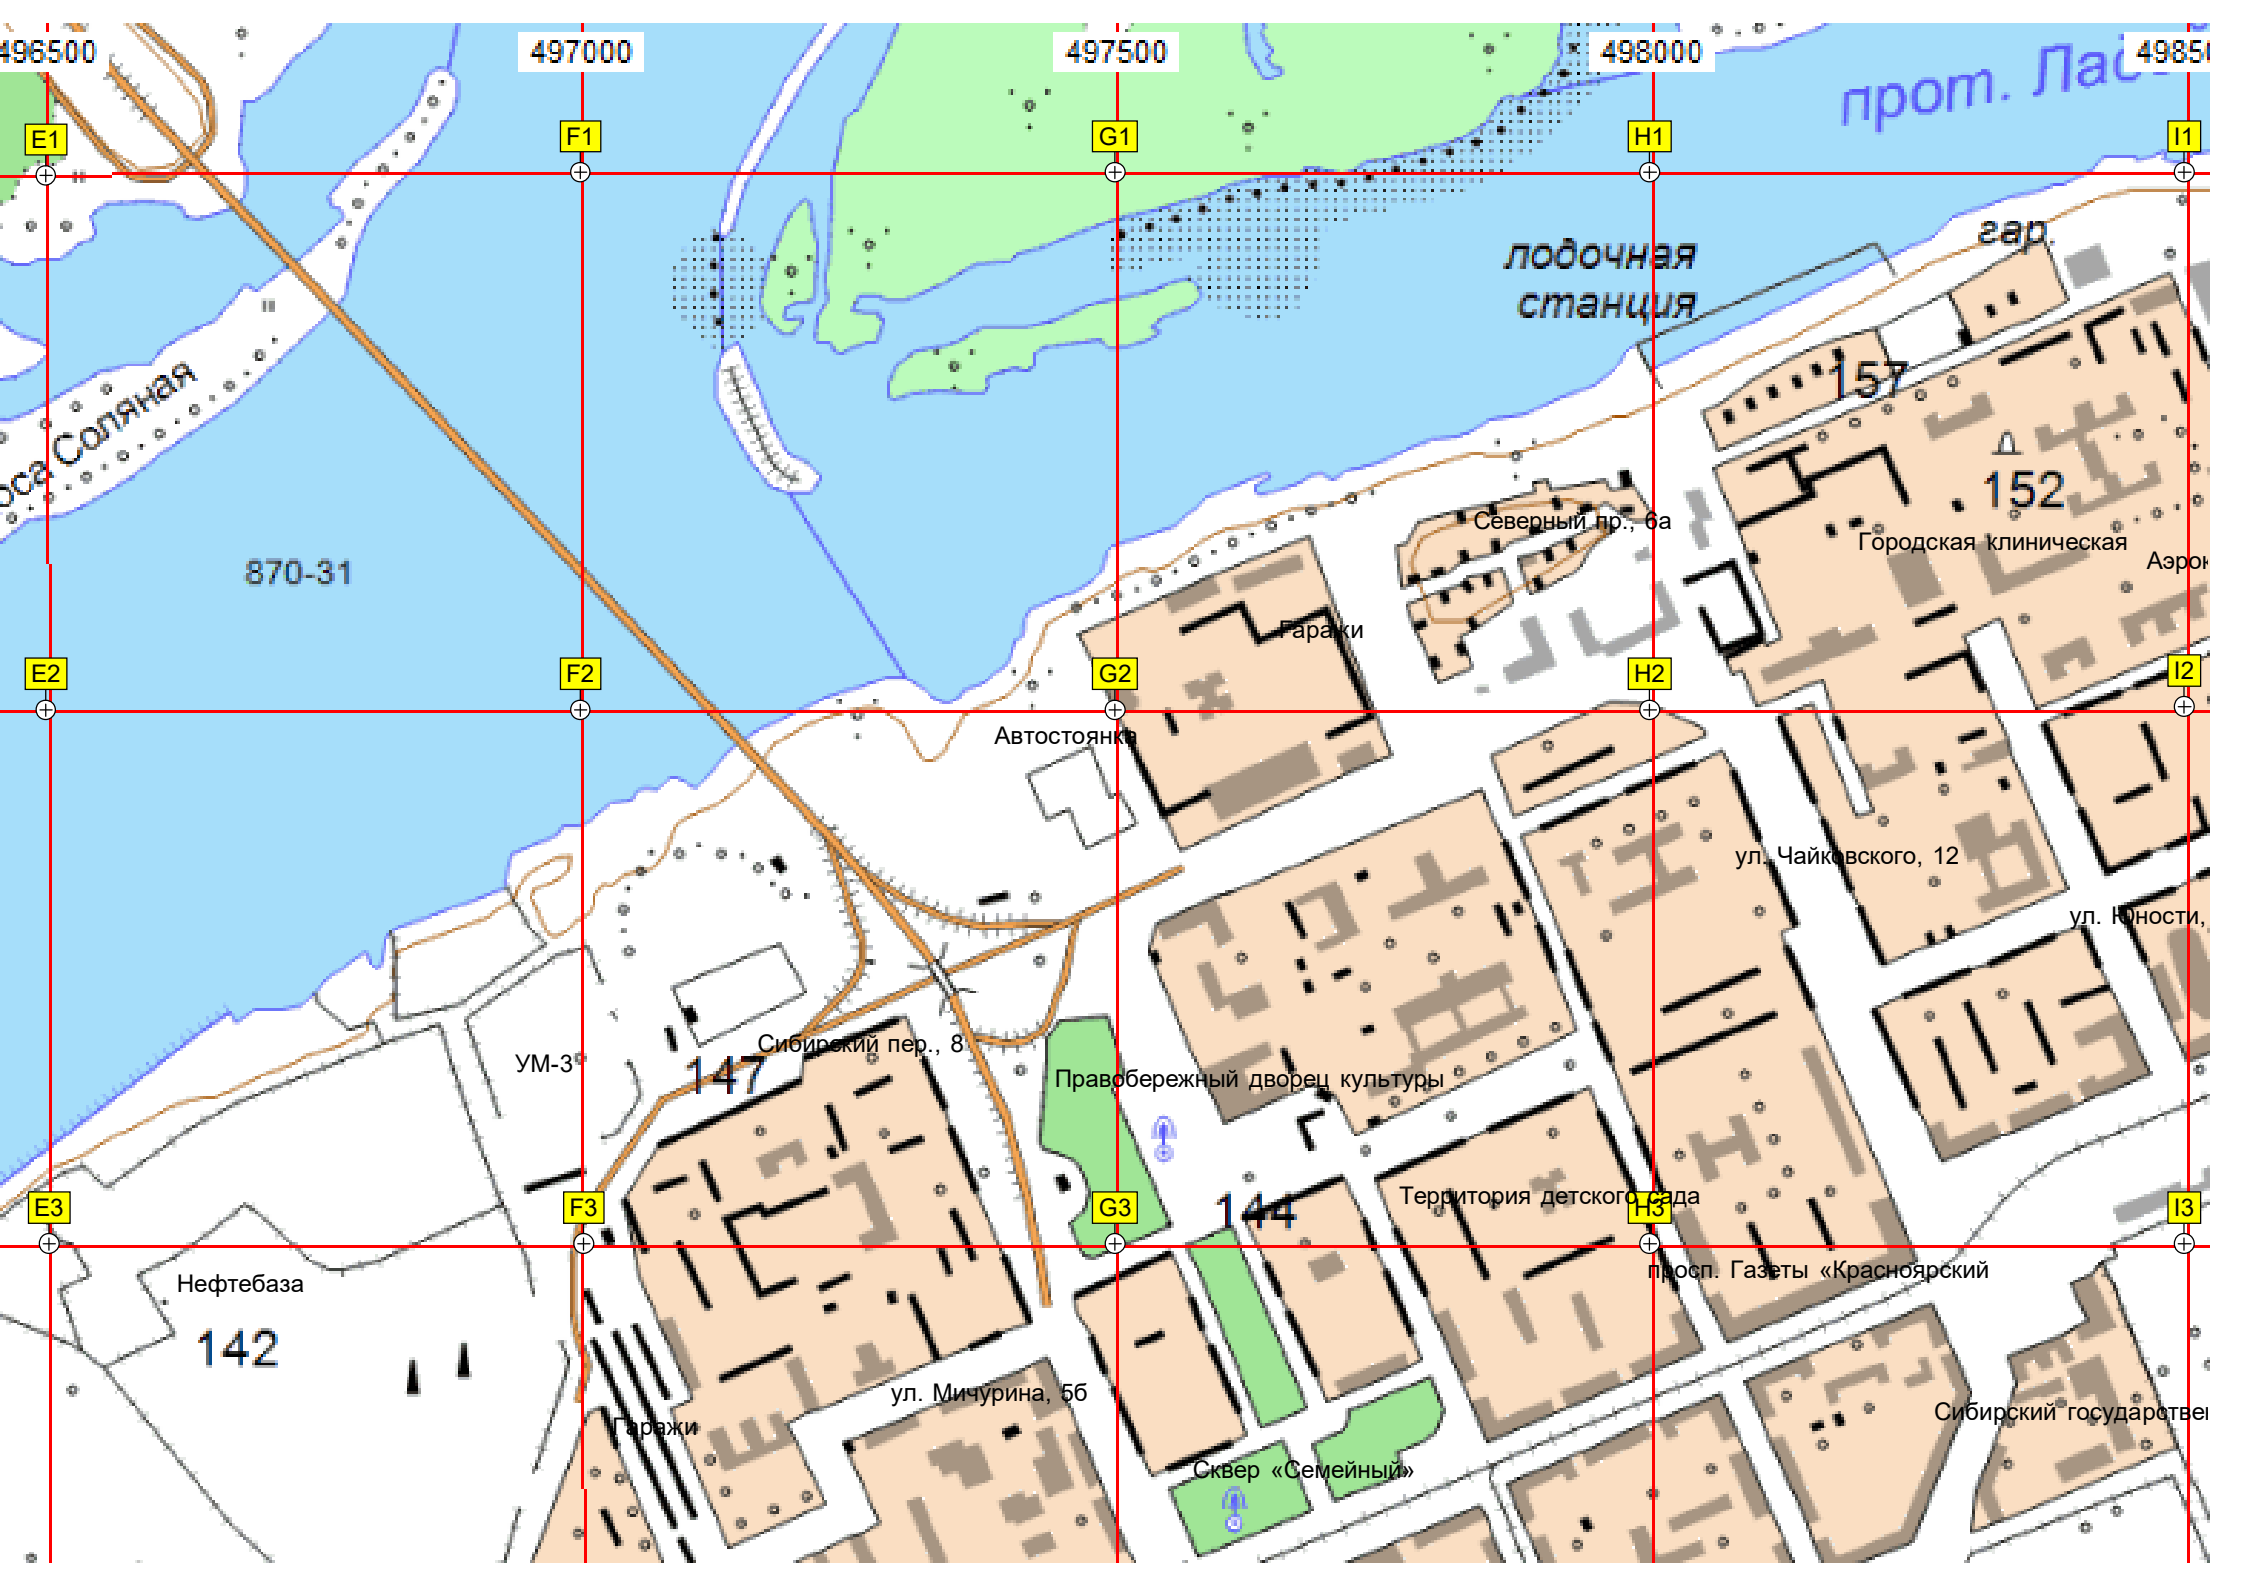 496500
497000
497500
498000
прот.
E1
F1
G1
H1
I1
гар.
лодочная
станция
157
Соляная
152
Северный пр., 6а
Городская клиническая
870-31
Гаражи
E2
F2
G2
H2
I2
Автостоянка
ул. Чайковского, 12
ул. Юности,
Сибирский пер., 8
УМ-3
147
Правобережный дворец культуры
Территория детского сада
E3
F3
G3
144
H3
I3
Нефтебаза
просп. Газеты «Красноярский
142
ул. Мичурина, 5б
Гаражи
Сибирский
Сквер «Семейный»